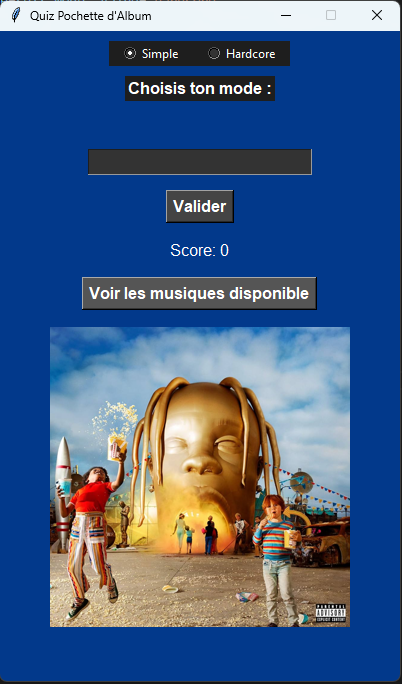 Quiz Pochette d'Album
Simple Hardcore
Choisis ton mode :
Valider
Score: 0
Voir les musiques disponible
PARENTAL
ADVISORY
EXPLICIT CONTENT